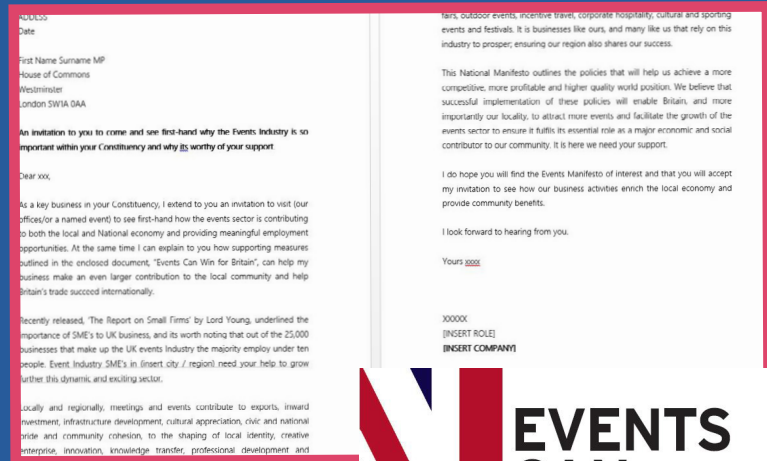 ADDESS
Date
First Name Surname MP
House of Commons
Westminster
London SW1A 0AA
An invitation to you to come and see first-hand why the Events Industry is so
important within your Constituency and why its worthy of your support
Dear xxx,
As a key business in your Constituency, I extend to you an invitation to visit (our
offices/or a named event) to see first-hand how the events sector is contributing
to both the local and National economy and providing meaningful employment
opportunities. At the same time I can explain to you how supporting measures
outlined in the enclosed document, "Events Can Win for Britain", can help my
business make an even larger contribution to the local community and help
Britain's trade succeed internationally.
Recently released, 'The Report on Small Firms' by Lord Young, underlined the
importance of SME's to UK business, and its worth noting that out of the 25,000
businesses that make up the UK events Industry the majority employ under ten
people. Event Industry SME's in (insert city / region) need your help to grow
further this dynamic and exciting sector.
Locally and regionally, meetings and events contribute to exports, inward
investment, infrastructure development, cultural appreciation, civic and national
pride and community cohesion, to the shaping of local identity, creative
enterprise, innovation, knowledge transfer, professional development and
fairs, outdoor events, incentive travel, corporate hospitality, cultural and sporting
events and festivals. It is businesses like ours, and many like us that rely on this
industry to prosper; ensuring our region also shares our success.
This National Manifesto outlines the policies that will help us achieve a more
competitive, more profitable and higher quality world position. We believe that
successful implementation of these policies will enable Britain, and more
importantly our locality, to attract more events and facilitate the growth of the
events sector to ensure it fulfils its essential role as a major economic and social
contributor to our community. It is here we need your support.
I do hope you will find the Events Manifesto of interest and that you will accept
my invitation to see how our business activities enrich the local economy and
provide community benefits.
I look forward to hearing from you.
Yours xxxx
XXXXX
[INSERT ROLE]
[INSERT COMPANY]
EVENTS